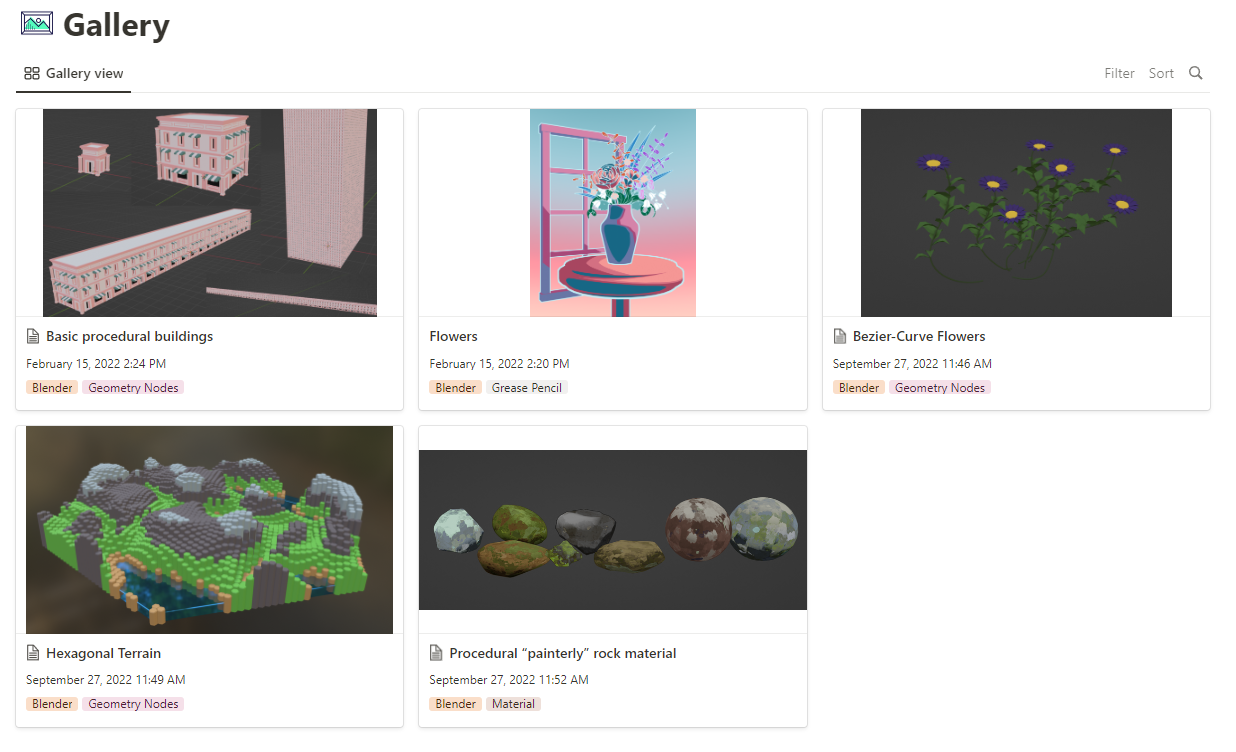 Gallery
Gallery view
Filter Sort
Basic procedural buildings
February 15, 2022 2:24 PM
Blender Geometry Nodes
Flowers
February 15, 2022 2:20 PM
Blender Grease Pencil
Bezier-Curve Flowers
September 27, 2022 11:46 AM
Blender Geometry Nodes
Hexagonal Terrain
September 27, 2022 11:49 AM
Blender Geometry Nodes
Procedural “painterly” rock material
September 27, 2022 11:52 AM
Blender Material